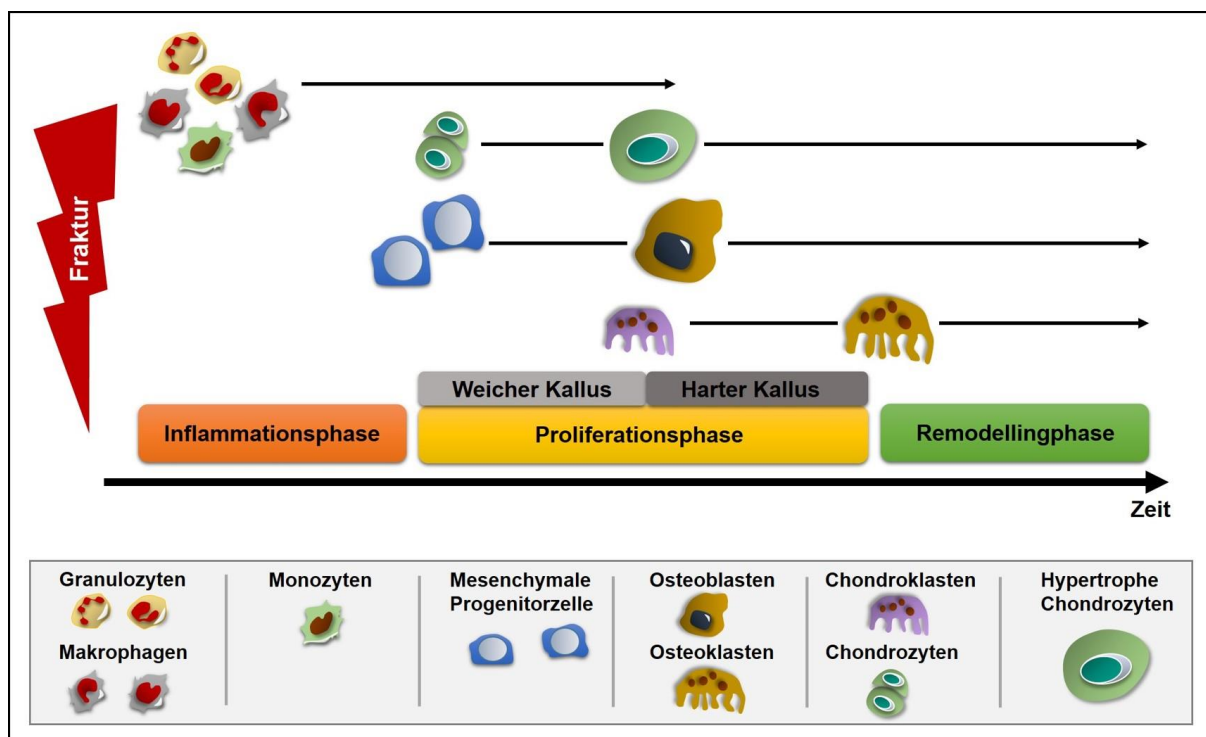 Fraktur
Weicher Kallus
Harter Kallus
Inflammationsphase
Proliferationsphase
Remodellingphase
Zeit
Granulozyten
Makrophagen
Monozyten
Mesenchymale
Progenitorzelle
Osteoblasten
Osteoklasten
Chondroklasten
Chondrozyten
Hypertrophe
Chondrozyten